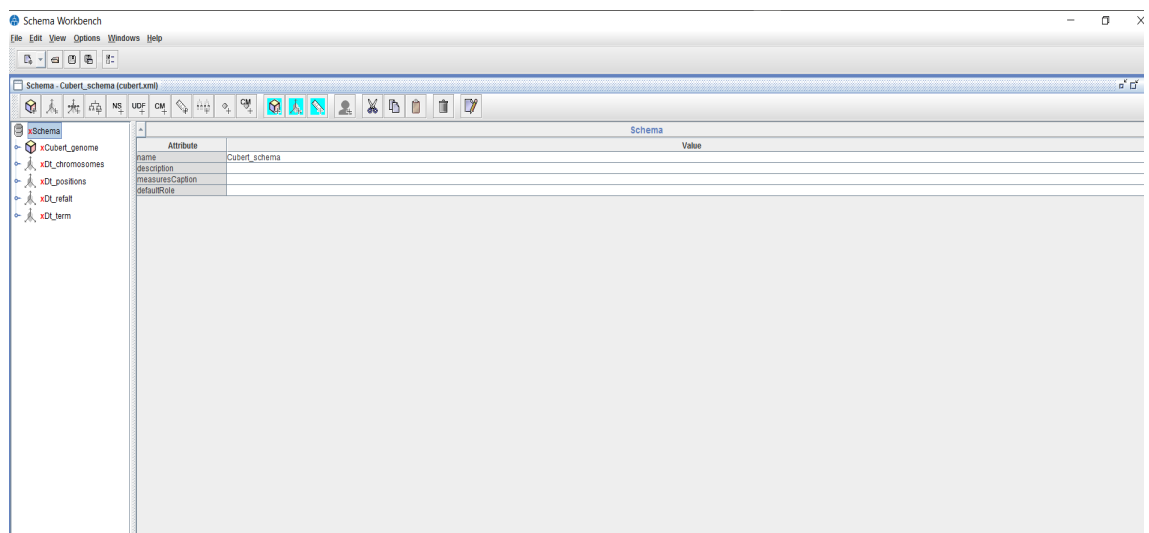 Schema Workbench
File Edit View Options Windows Help
Schema - Cubert_schema (cubert.xml)
NS UDF CM CM
xSchema
Schema
Attribute Value
xCubert_genome
name Cubert_schema
xDt_chromosomes
description
xDt_positions
measuresCaption
defaultRole
xDt_refalt
xDt_term